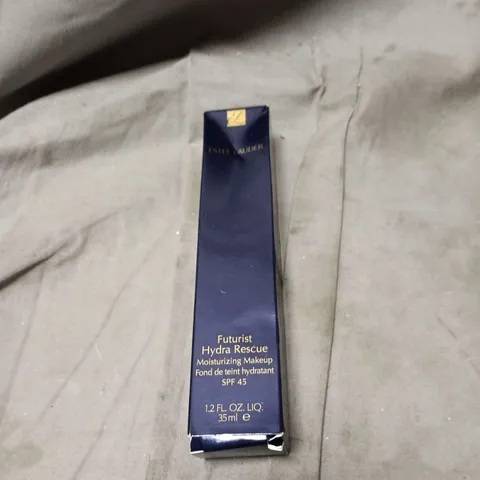 ESTĒE LAUDER
Futurist
Hydra Rescue
Moisturizing Makeup
Fond de teint hydratant
SPF 45
1.2 FL. OZ. LIQ.
35ml e